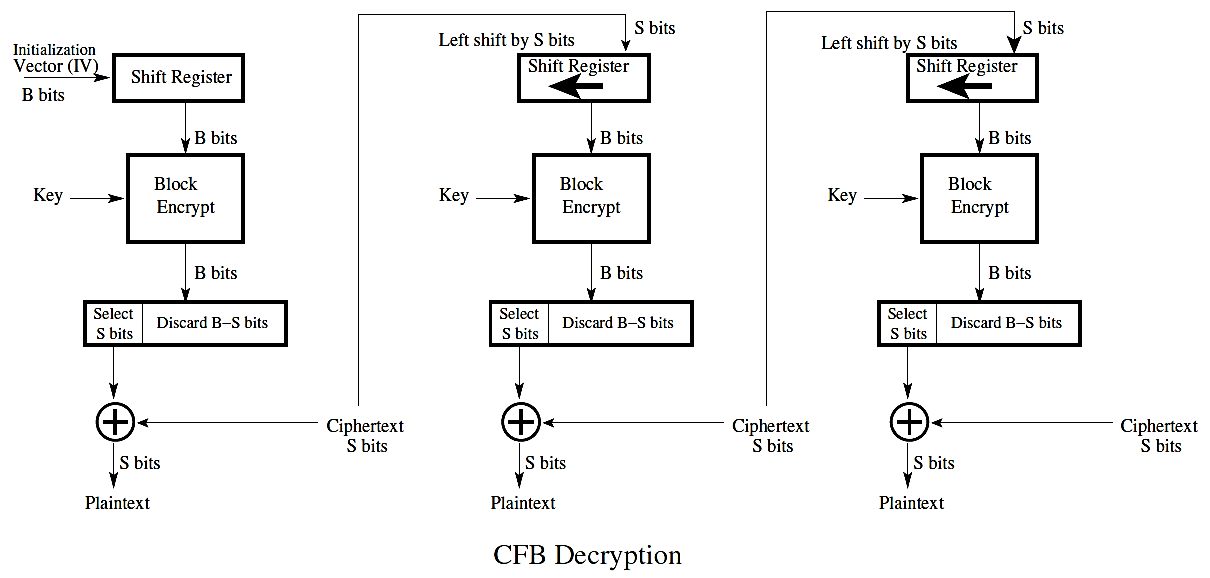 Initialization
Vector (IV)
B bits
Shift Register
B bits
Key
Block
Encrypt
B bits
Select
S bits
Discard B−S bits
Ciphertext
S bits
S bits
Plaintext
Left shift by S bits
S bits
Shift Register
B bits
Key
Block
Encrypt
B bits
Select
S bits
Discard B−S bits
Ciphertext
S bits
S bits
Plaintext
Left shift by S bits
S bits
Shift Register
B bits
Key
Block
Encrypt
B bits
Select
S bits
Discard B−S bits
Ciphertext
S bits
S bits
Plaintext
CFB Decryption